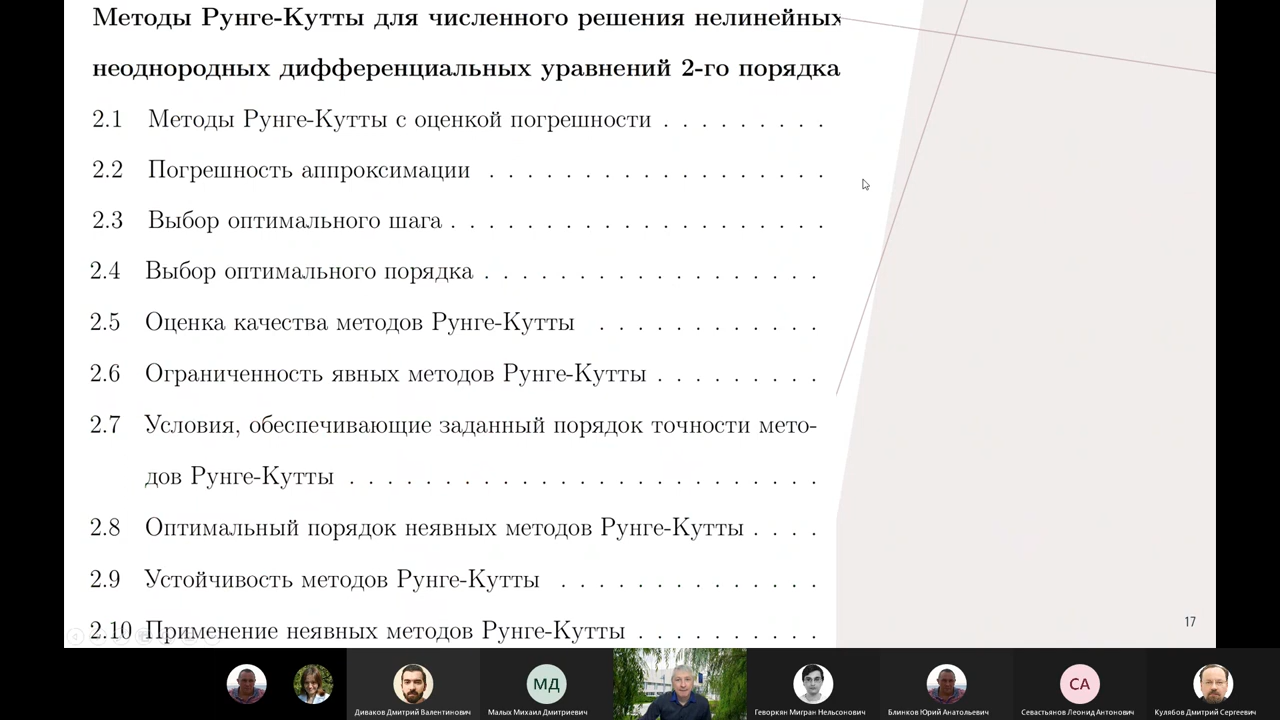 Методы Рунге-Кутты для численного решения нелинейных
неоднородных дифференциальных уравнений 2-го порядка
2.1 Методы Рунге-Кутты с оценкой погрешности . . . . . . . . .
2.2 Погрешность аппроксимации . . . . . . . . . . . . . . . . . .
2.3 Выбор оптимального шага . . . . . . . . . . . . . . . . . . . .
2.4 Выбор оптимального порядка . . . . . . . . . . . . . . . . . .
2.5 Оценка качества методов Рунге-Кутты . . . . . . . . . . . .
2.6 Ограниченность явных методов Рунге-Кутты . . . . . . . . .
2.7 Условия, обеспечивающие заданный порядок точности мето-
дов Рунге-Кутты . . . . . . . . . . . . . . . . . . . . . . . . .
2.8 Оптимальный порядок неявных методов Рунге-Кутты . . . .
2.9 Устойчивость методов Рунге-Кутты . . . . . . . . . . . . . .
2.10 Применение неявных методов Рунге-Кутты . . . . . . . . . .
17
МД
СА
Диваков Дмитрий Валентинович
Малых Михаил Дмитриевич
Геворкян Мигран Нельсонович
Блинков Юрий Анатольевич
Севастьянов Леонид Антонович
Кулябов Дмитрий Сергеевич